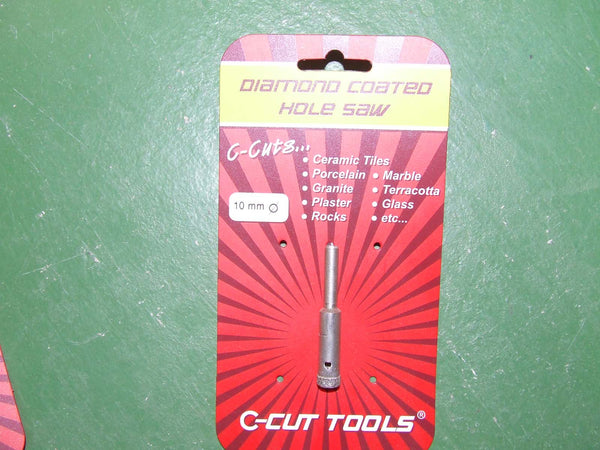 Diamond Coated
Hole Saw
C-Cuts...
• Ceramic Tiles
• Porcelain • Marble
• Granite • Terracotta
• Plaster • Glass
• Rocks • etc...
10 mm Ø
C-CUT TOOLS®